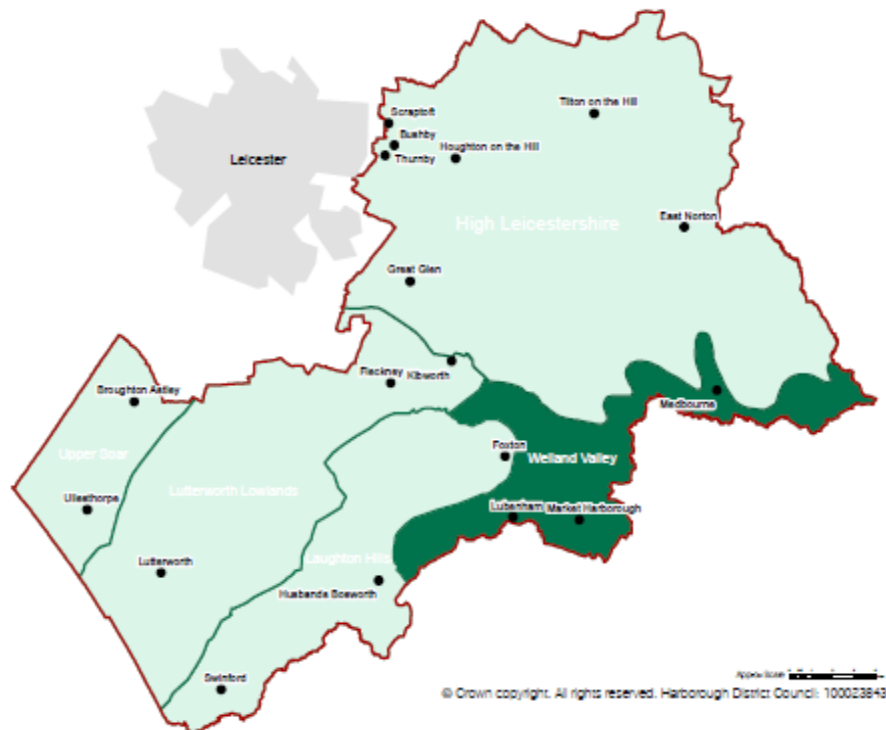 Scraptoft
Tilton on the Hill
Bushby
Leicester
Thurnby
Houghton on the Hill
East Norton
High Leicestershire
Great Glen
Fleckney
Kibworth
Broughton Astley
Medbourne
Foxton
Welland Valley
Upper Soar
Lutterworth Lowlands
Ullesthorpe
Lubenham
Market Harborough
Laughton Hills
Lutterworth
Husbands Bosworth
Swinford
Approx Scale
© Crown copyright. All rights reserved. Harborough District Council: 100023843